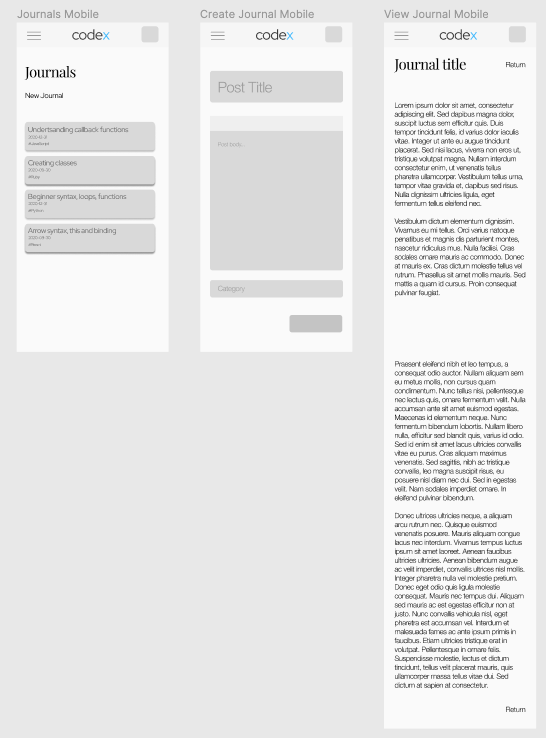 Journals Mobile
codex
Journals
New Journal
Undertsanding callback functions
#JavaScript
Creating classes
#Ruby
Beginner syntax, loops, functions
#Python
Arrow syntax, this and binding
#React
Create Journal Mobile
codex
Post Title
Post body...
Category
View Journal Mobile
codex
Journal title
Return
Lorem ipsum dolor sit amet, consectetur
adipiscing elit. Sed dapibus magna dolor,
suscipit luctus sem efficitur quis. Duis
tempor tincidunt felis, id varius dolor iaculis
vitae. Integer ut ante eu augue tincidunt
placerat. Sed nisi lacus, viverra non eros ut,
tristique volutpat magna. Nullam interdum
consectetur enim, ut venenatis tellus
pharetra ullamcorper. Vestibulum tellus urna,
tempor vitae gravida et, dapibus sed risus.
Nulla dignissim ultricies ligula, eget
fermentum tellus eleifend nec.
Vestibulum dictum elementum dignissim.
Vivamus eu mi tellus. Orci varius natoque
penatibus et magnis dis parturient montes,
nascetur ridiculus mus. Nulla facilisi. Cras
sodales ornare mauris ac commodo. Donec
at mauris ex. Cras dictum molestie tellus vel
rutrum. Phasellus sit amet mollis mauris. Sed
mattis a quam id cursus. Proin consequat
pulvinar feugiat.
Praesent eleifend nibh et leo tempus, a
consequat odio auctor. Nullam aliquam sem
eu metus mollis, non cursus quam
condimentum. Nunc tellus nisi, pellentesque
nec lectus quis, ornare fermentum velit. Nulla
accumsan ante sit amet euismod egestas.
Maecenas id elementum neque. Nunc
fermentum bibendum lobortis. Nullam libero
nulla, efficitur sed blandit quis, varius id odio.
Sed id enim sit amet lacus ultricies convallis
vitae eu purus. Cras aliquam maximus
venenatis. Sed sagittis, nibh ac tristique
convallis, leo magna suscipit risus, eu
posuere nisl diam nec dui. Sed in egestas
velit. Nam sodales imperdiet ornare. In
eleifend pulvinar bibendum.
Donec ultrices ultricies neque, a aliquam
arcu rutrum nec. Quisque euismod
venenatis posuere. Mauris aliquam congue
lacus nec interdum. Vivamus tempus luctus
ipsum sit amet laoreet. Aenean faucibus
ultricies ultricies. Aenean bibendum augue
ac velit imperdiet, convallis ultrices nisl mollis.
Integer pharetra nulla vel molestie pretium.
Donec eget odio quis ligula molestie
consequat. Mauris nec tempus dui. Aliquam
sed mauris ac est egestas efficitur non at
justo. Nunc convallis vehicula nisl, eget
pharetra est accumsan vel. Interdum et
malesuada fames ac ante ipsum primis in
faucibus. Etiam ultricies tristique erat in
volutpat. Pellentesque in ornare felis.
Suspendisse molestie, lectus et dictum
tincidunt, tellus velit placerat mauris, quis
ullamcorper massa tellus vitae dui. Sed
dictum at sapien at consectetur.
Return